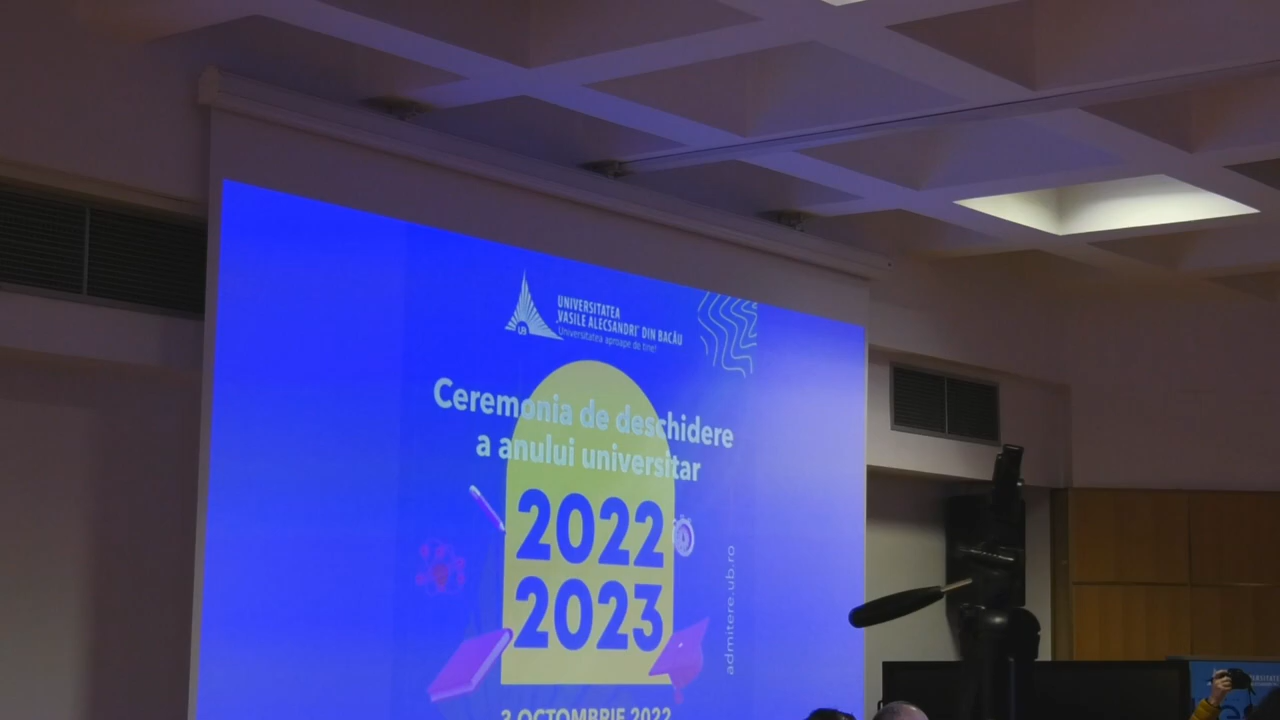 UNIVERSITATEA
„VASILE ALECSANDRI” DIN BACĂU
Universitatea aproape de tine!
UB
Ceremonia de deschidere
a anului universitar
2022
2023
admitere.ub.ro
3 OCTOMBRIE 2022